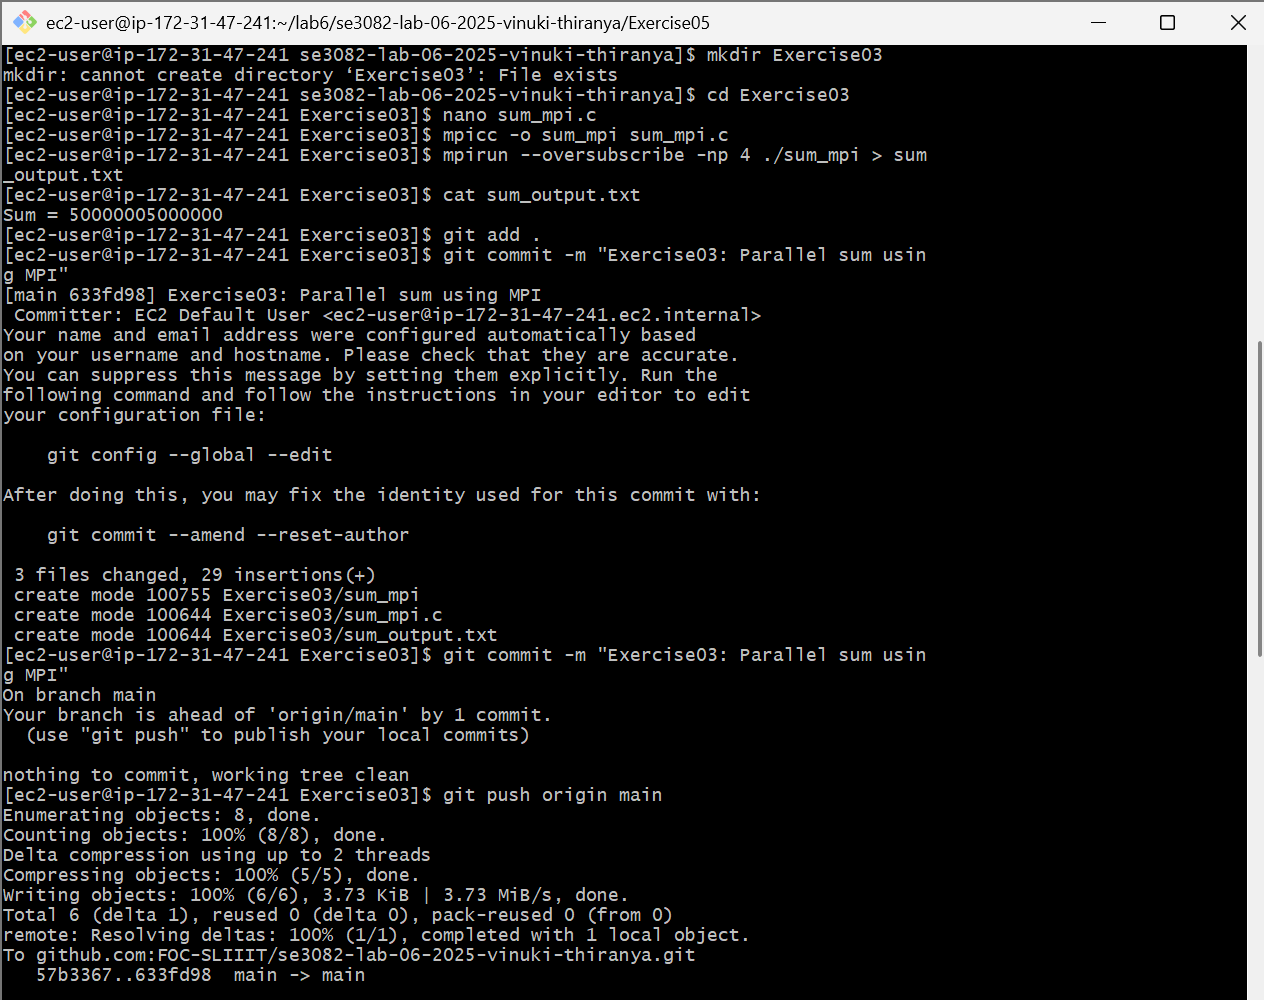 ec2-user@ip-172-31-47-241:~/lab6/se3082-lab-06-2025-vinuki-thiranya/Exercise05
[ec2-user@ip-172-31-47-241 se3082-lab-06-2025-vinuki-thiranya]$ mkdir Exercise03
mkdir: cannot create directory ‘Exercise03’: File exists
[ec2-user@ip-172-31-47-241 se3082-lab-06-2025-vinuki-thiranya]$ cd Exercise03
[ec2-user@ip-172-31-47-241 Exercise03]$ nano sum_mpi.c
[ec2-user@ip-172-31-47-241 Exercise03]$ mpicc -o sum_mpi sum_mpi.c
[ec2-user@ip-172-31-47-241 Exercise03]$ mpirun --oversubscribe -np 4 ./sum_mpi > sum
_output.txt
[ec2-user@ip-172-31-47-241 Exercise03]$ cat sum_output.txt
Sum = 50000005000000
[ec2-user@ip-172-31-47-241 Exercise03]$ git add .
[ec2-user@ip-172-31-47-241 Exercise03]$ git commit -m "Exercise03: Parallel sum usin
g MPI"
[main 633fd98] Exercise03: Parallel sum using MPI
 Committer: EC2 Default User <ec2-user@ip-172-31-47-241.ec2.internal>
Your name and email address were configured automatically based
on your username and hostname. Please check that they are accurate.
You can suppress this message by setting them explicitly. Run the
following command and follow the instructions in your editor to edit
your configuration file:
    git config --global --edit
After doing this, you may fix the identity used for this commit with:
    git commit --amend --reset-author
 3 files changed, 29 insertions(+)
 create mode 100755 Exercise03/sum_mpi
 create mode 100644 Exercise03/sum_mpi.c
 create mode 100644 Exercise03/sum_output.txt
[ec2-user@ip-172-31-47-241 Exercise03]$ git commit -m "Exercise03: Parallel sum usin
g MPI"
On branch main
Your branch is ahead of 'origin/main' by 1 commit.
  (use "git push" to publish your local commits)
nothing to commit, working tree clean
[ec2-user@ip-172-31-47-241 Exercise03]$ git push origin main
Enumerating objects: 8, done.
Counting objects: 100% (8/8), done.
Delta compression using up to 2 threads
Compressing objects: 100% (5/5), done.
Writing objects: 100% (6/6), 3.73 KiB | 3.73 MiB/s, done.
Total 6 (delta 1), reused 0 (delta 0), pack-reused 0 (from 0)
remote: Resolving deltas: 100% (1/1), completed with 1 local object.
To github.com:FOC-SLIIIT/se3082-lab-06-2025-vinuki-thiranya.git
   57b3367..633fd98  main -> main